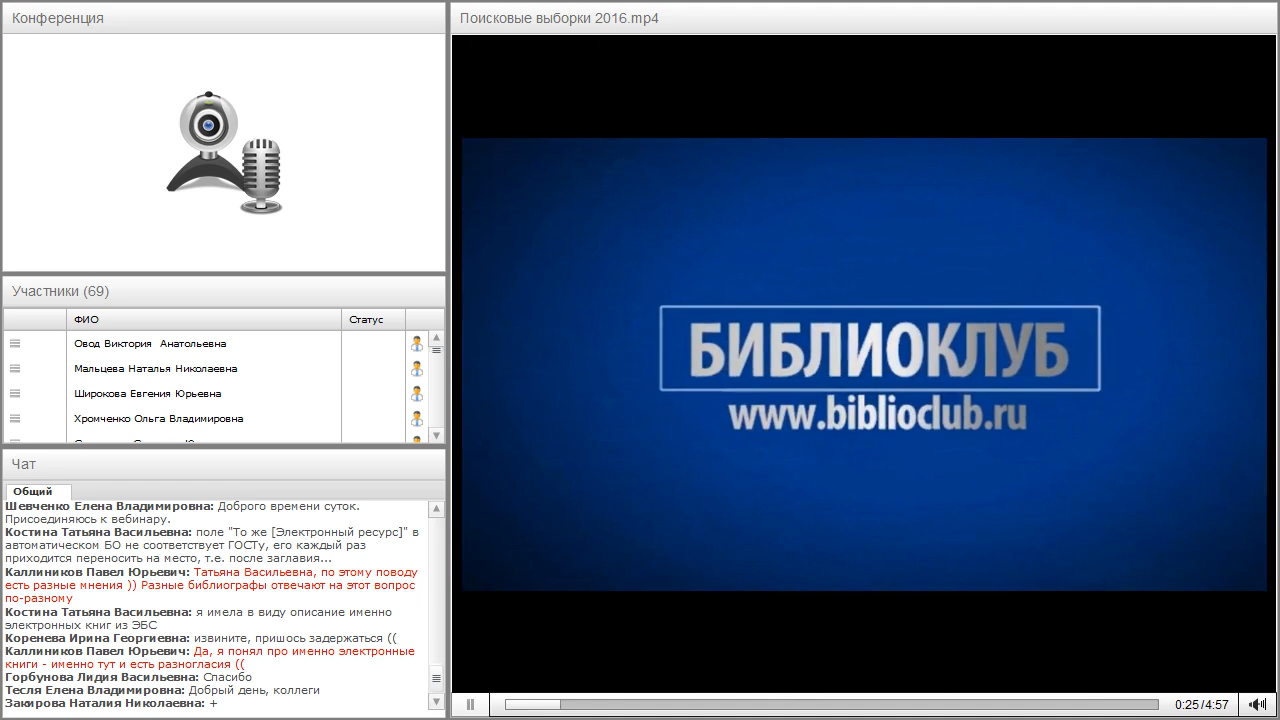 Конференция
Поисковые выборки 2016.mp4
Участники (69)
ФИО
Статус
Овод Виктория  Анатольевна
Мальцева Наталья Николаевна
Широкова Евгения Юрьевна
Хромченко Ольга Владимировна
Чат
Общий
Шевченко Елена Владимировна: Доброго времени суток.
Присоединяюсь к вебинару.
Костина Татьяна Васильевна: поле "То же [Электронный ресурс]" в
автоматическом БО не соответствует ГОСТу, его каждый раз
приходится переносить на место, т.е. после заглавия...
Каллиников Павел Юрьевич: Татьяна Васильевна, по этому поводу
есть разные мнения )) Разные библиографы отвечают на этот вопрос
по-разному
Костина Татьяна Васильевна: я имела в виду описание именно
электронных книг из ЭБС
Коренева Ирина Георгиевна: извините, пришось задержаться ((
Каллиников Павел Юрьевич: Да, я понял про именно электронные
книги - именно тут и есть разногласия ((
Горбунова Лидия Васильевна: Спасибо
Тесля Елена Владимировна: Добрый день, коллеги
Закирова Наталия Николаевна: +
БИБЛИОКЛУБ
www.biblioclub.ru
0:25/4:57